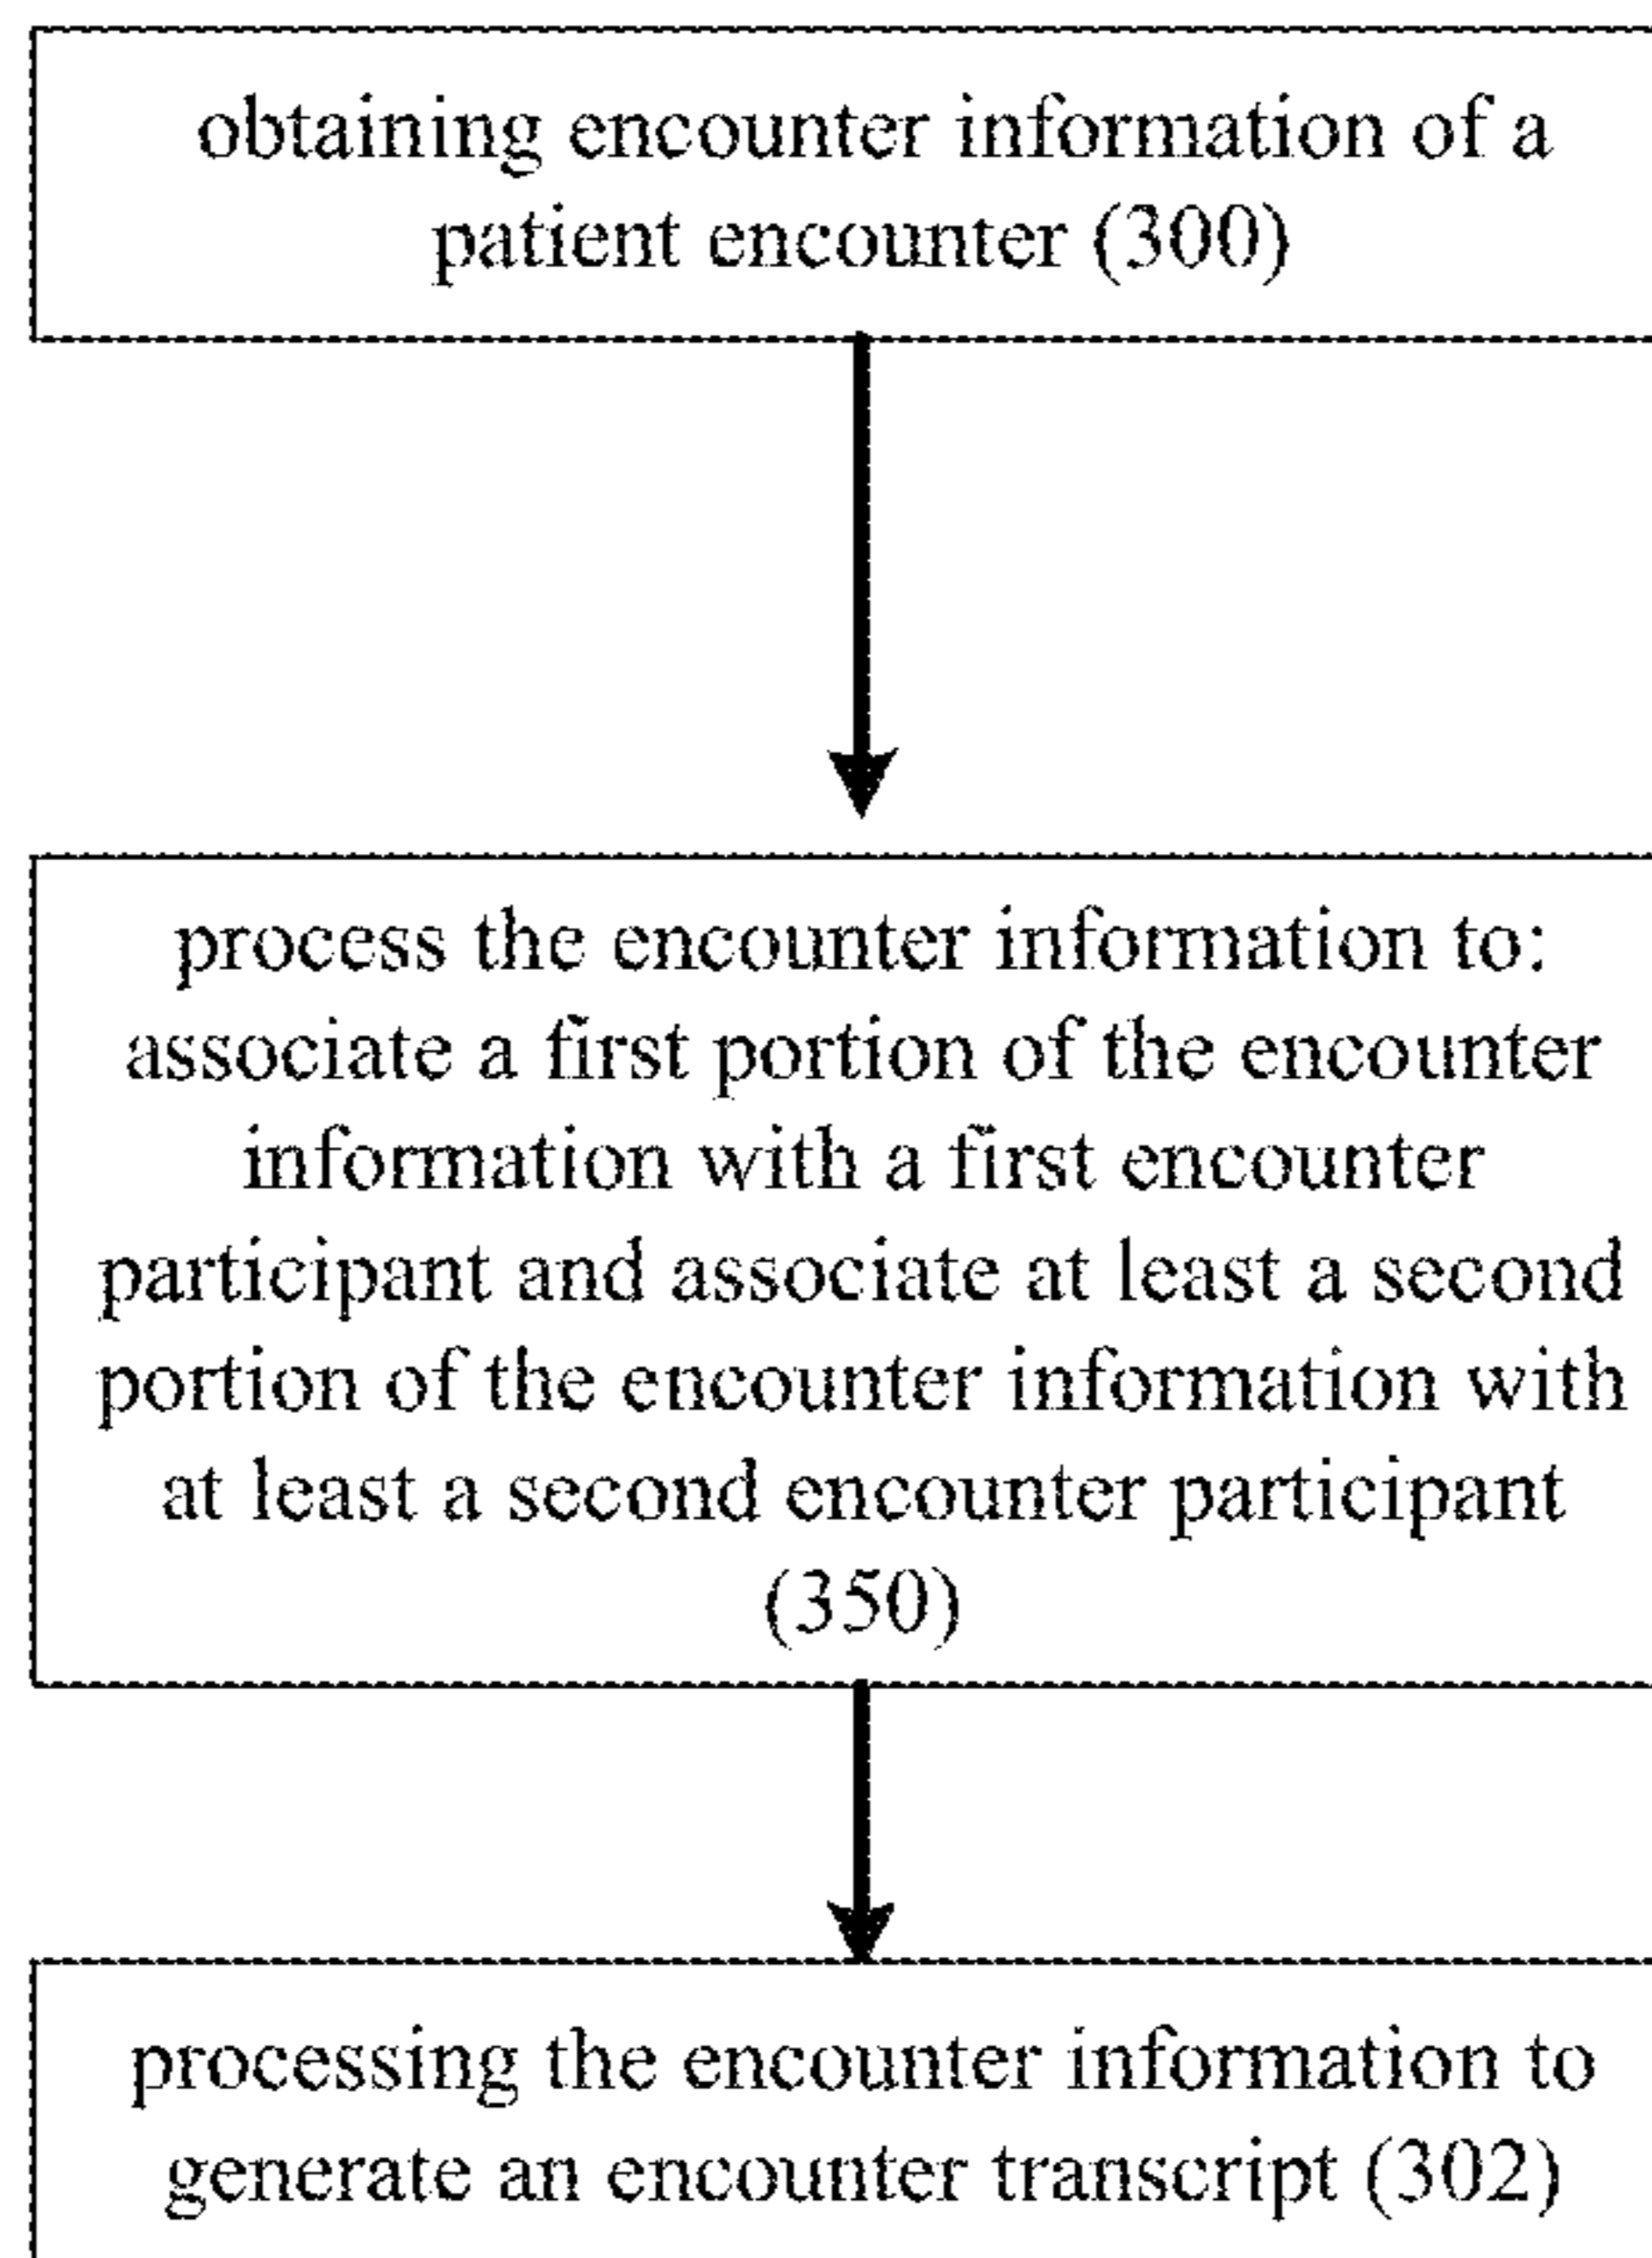 obtaining encounter information of a
patient encounter (300)
process the encounter information to:
associate a first portion of the encounter
information with a first encounter
participant and associate at least a second
portion of the encounter information with
at least a second encounter participant
(350)
processing the encounter information to
generate an encounter transcript (302)